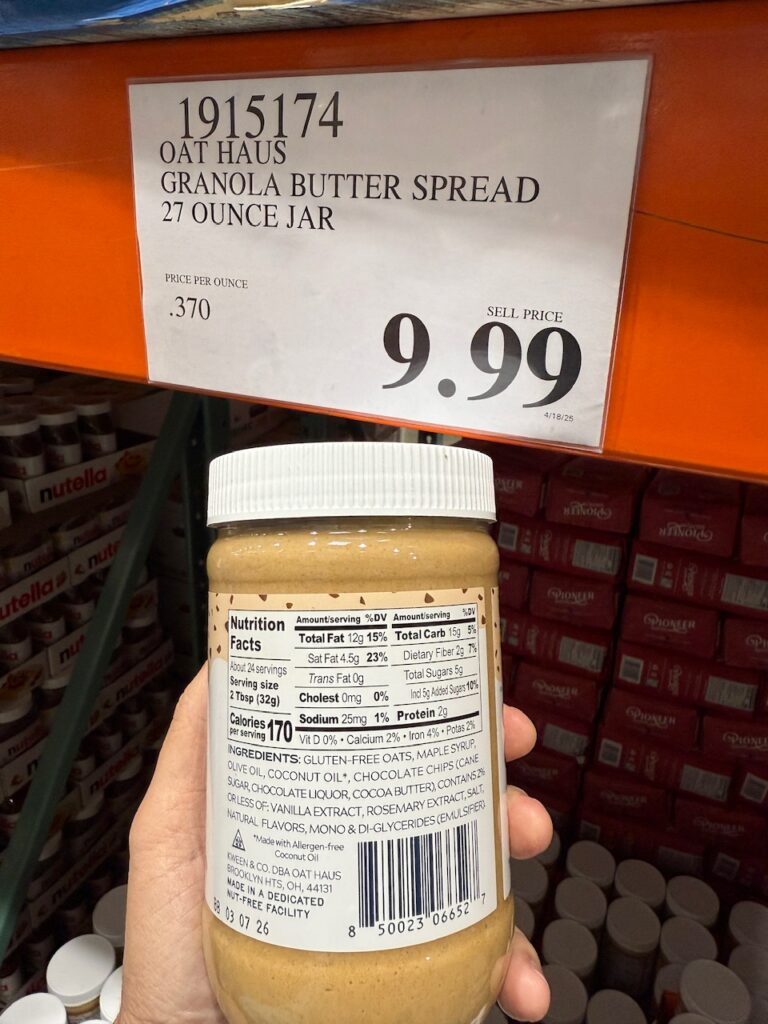 1915174
OAT HAUS
GRANOLA BUTTER SPREAD
27 OUNCE JAR
PRICE PER OUNCE
.370
SELL PRICE
9.99
4/18/25
nutella
nutella
nutella
Nutrition
Facts
About 24 servings
Serving size
2 Tbsp (32g)
Calories 170
per serving
Amount/serving %DV
Total Fat 12g 15%
Sat Fat 4.5g 23%
Trans Fat 0g
Cholest 0mg 0%
Sodium 25mg 1%
Amount/serving %DV
Total Carb 15g 5%
Dietary Fiber 2g 7%
Total Sugars 5g
Incl 5g Added Sugars 10%
Protein 2g
Vit D 0% • Calcium 2% • Iron 4% • Potas 2%
INGREDIENTS: GLUTEN-FREE OATS, MAPLE SYRUP,
OLIVE OIL, COCONUT OIL*, CHOCOLATE CHIPS (CANE
SUGAR, CHOCOLATE LIQUOR, COCOA BUTTER), CONTAINS 2%
OR LESS OF: VANILLA EXTRACT, ROSEMARY EXTRACT, SALT,
NATURAL FLAVORS, MONO & DI-GLYCERIDES (EMULSIFIER)
*Made with Allergen-free
Coconut Oil
KWEEN & CO. DBA OAT HAUS
BROOKLYN HTS, OH, 44131
MADE IN A DEDICATED
NUT-FREE FACILITY
BB 03 07 26
8 50023 06652 7
PIONEER
PIONEER
PIONEER
PIONEER
PIONEER